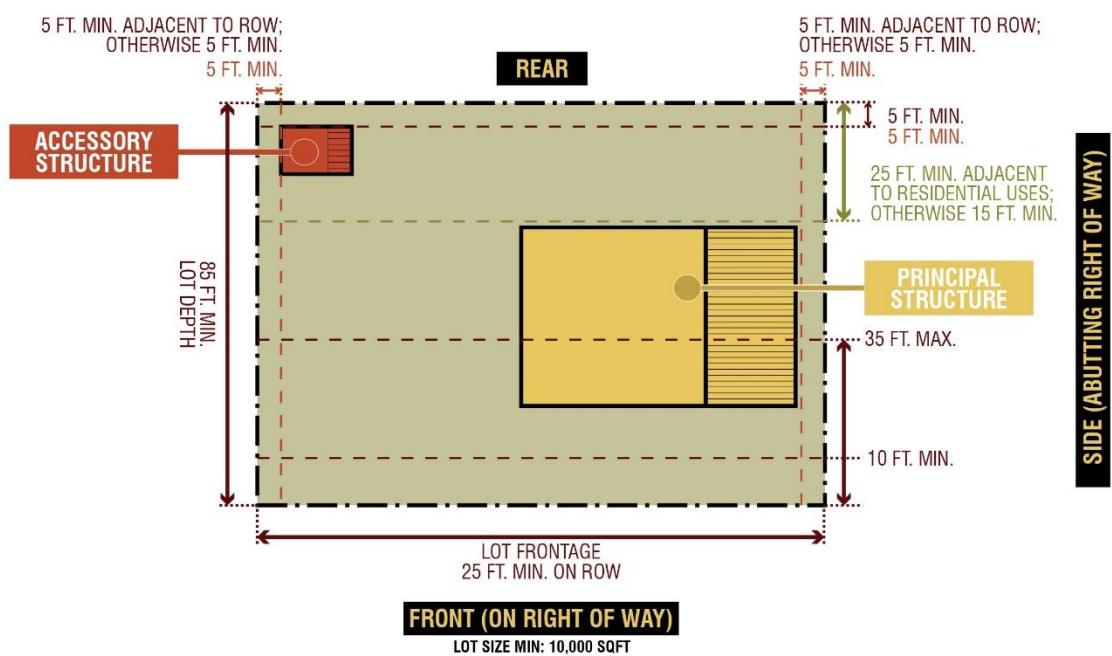 5 FT. MIN. ADJACENT TO ROW;
OTHERWISE 5 FT. MIN.
5 FT. MIN.
REAR
5 FT. MIN. ADJACENT TO ROW;
OTHERWISE 5 FT. MIN.
5 FT. MIN.
ACCESSORY
STRUCTURE
5 FT. MIN.
5 FT. MIN.
25 FT. MIN. ADJACENT
TO RESIDENTIAL USES;
OTHERWISE 15 FT. MIN.
85 FT. MIN.
LOT DEPTH
PRINCIPAL
STRUCTURE
35 FT. MAX.
10 FT. MIN.
SIDE (ABUTTING RIGHT OF WAY)
LOT FRONTAGE
25 FT. MIN. ON ROW
FRONT (ON RIGHT OF WAY)
LOT SIZE MIN: 10,000 SQFT